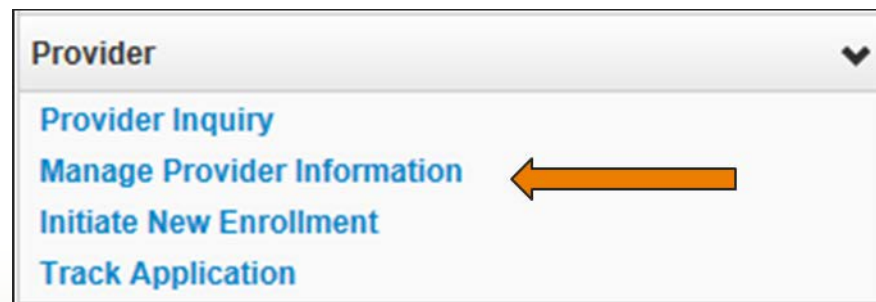 Provider
Provider Inquiry
Manage Provider Information
Initiate New Enrollment
Track Application